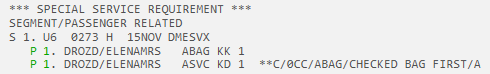 *** SPECIAL SERVICE REQUIREMENT ***
SEGMENT/PASSENGER RELATED
S 1. U6  0273 H  15NOV DMESVX
P 1. DROZD/ELENAMRS   ABAG KK 1
P 1. DROZD/ELENAMRS   ASVC KD 1  **C/0CC/ABAG/CHECKED BAG FIRST/A